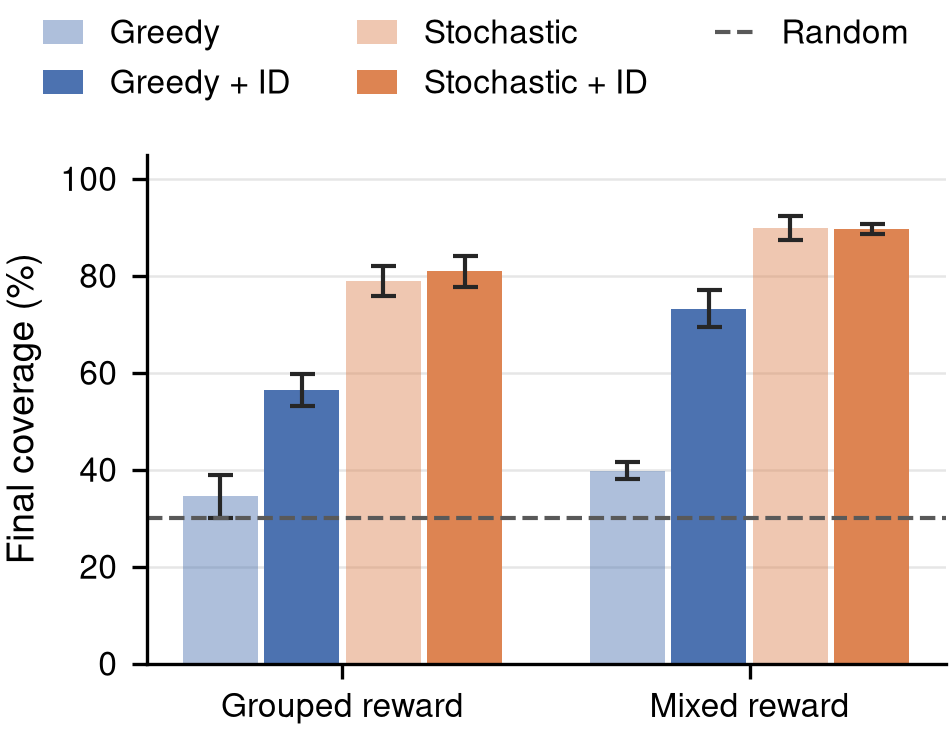 Greedy
Stochastic
Random
Greedy + ID
Stochastic + ID
Final coverage (%)
100
80
60
40
20
0
Grouped reward
Mixed reward